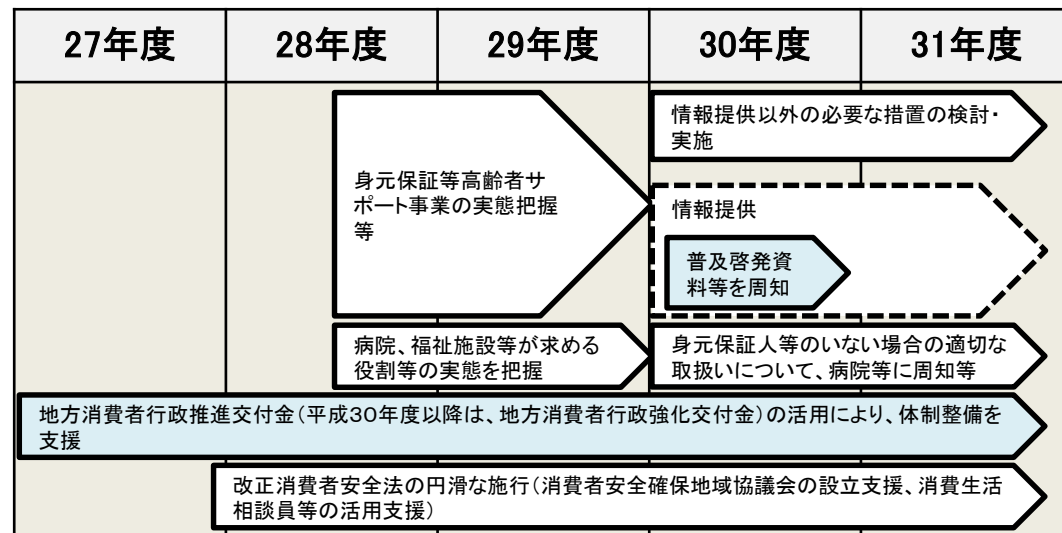 27年度
28年度
29年度
30年度
31年度
身元保証等高齢者サ
ポート事業の実態把握
等
情報提供以外の必要な措置の検討・
実施
情報提供
普及啓発資
料等を周知
病院、福祉施設等が求める
役割等の実態を把握
身元保証人等のいない場合の適切な
取扱いについて、病院等に周知等
地方消費者行政推進交付金(平成30年度以降は、地方消費者行政強化交付金)の活用により、体制整備を
支援
改正消費者安全法の円滑な施行(消費者安全確保地域協議会の設立支援、消費生活
相談員等の活用支援)